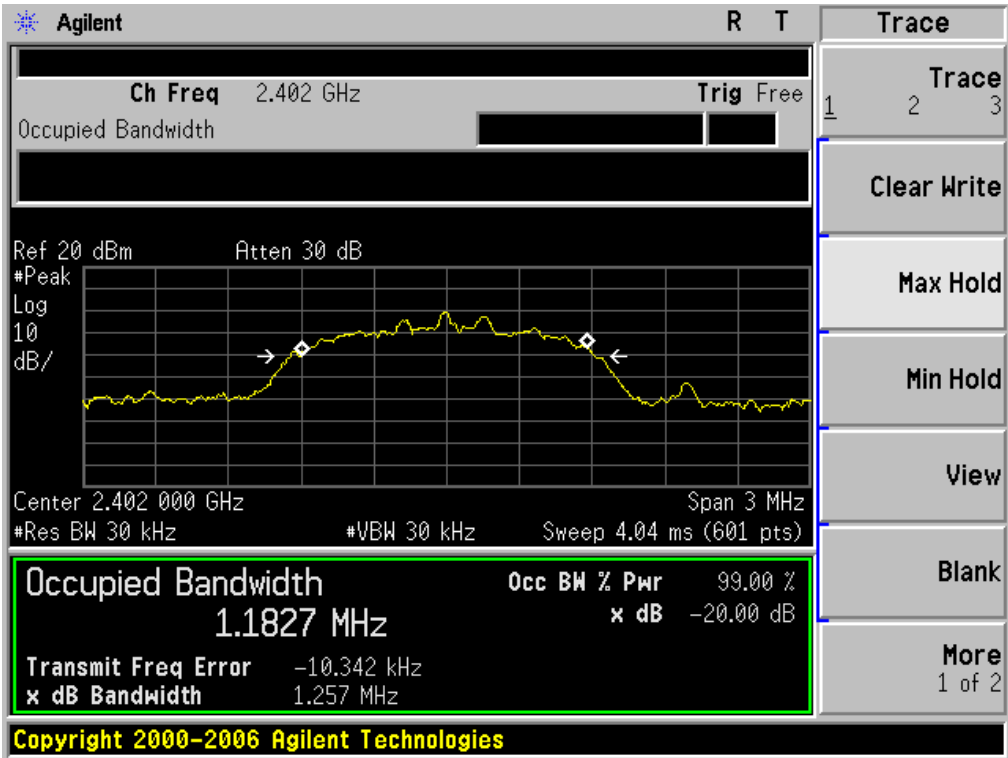 Agilent R T
Ch Freq 2.402 GHz Trig Free
Occupied Bandwidth
Ref 20 dBm Atten 30 dB
#Peak
Log
10
dB/
Center 2.402 000 GHz Span 3 MHz
#Res BW 30 kHz #VBW 30 kHz Sweep 4.04 ms (601 pts)
Occupied Bandwidth Occ BW % Pwr 99.00 %
1.1827 MHz x dB -20.00 dB
Transmit Freq Error -10.342 kHz
x dB Bandwidth 1.257 MHz
Copyright 2000-2006 Agilent Technologies
Trace
Trace
1 2 3
Clear Write
Max Hold
Min Hold
View
Blank
More
1 of 2